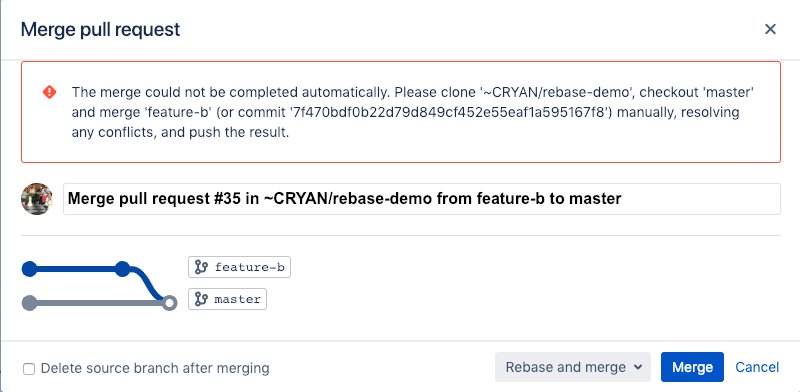 Merge pull request
The merge could not be completed automatically. Please clone '~CRYAN/rebase-demo', checkout 'master'
and merge 'feature-b' (or commit '7f470bdf0b22d79d849cf452e55eaf1a595167f8') manually, resolving
any conflicts, and push the result.
Merge pull request #35 in ~CRYAN/rebase-demo from feature-b to master
feature-b
master
Delete source branch after merging
Rebase and merge
Merge
Cancel